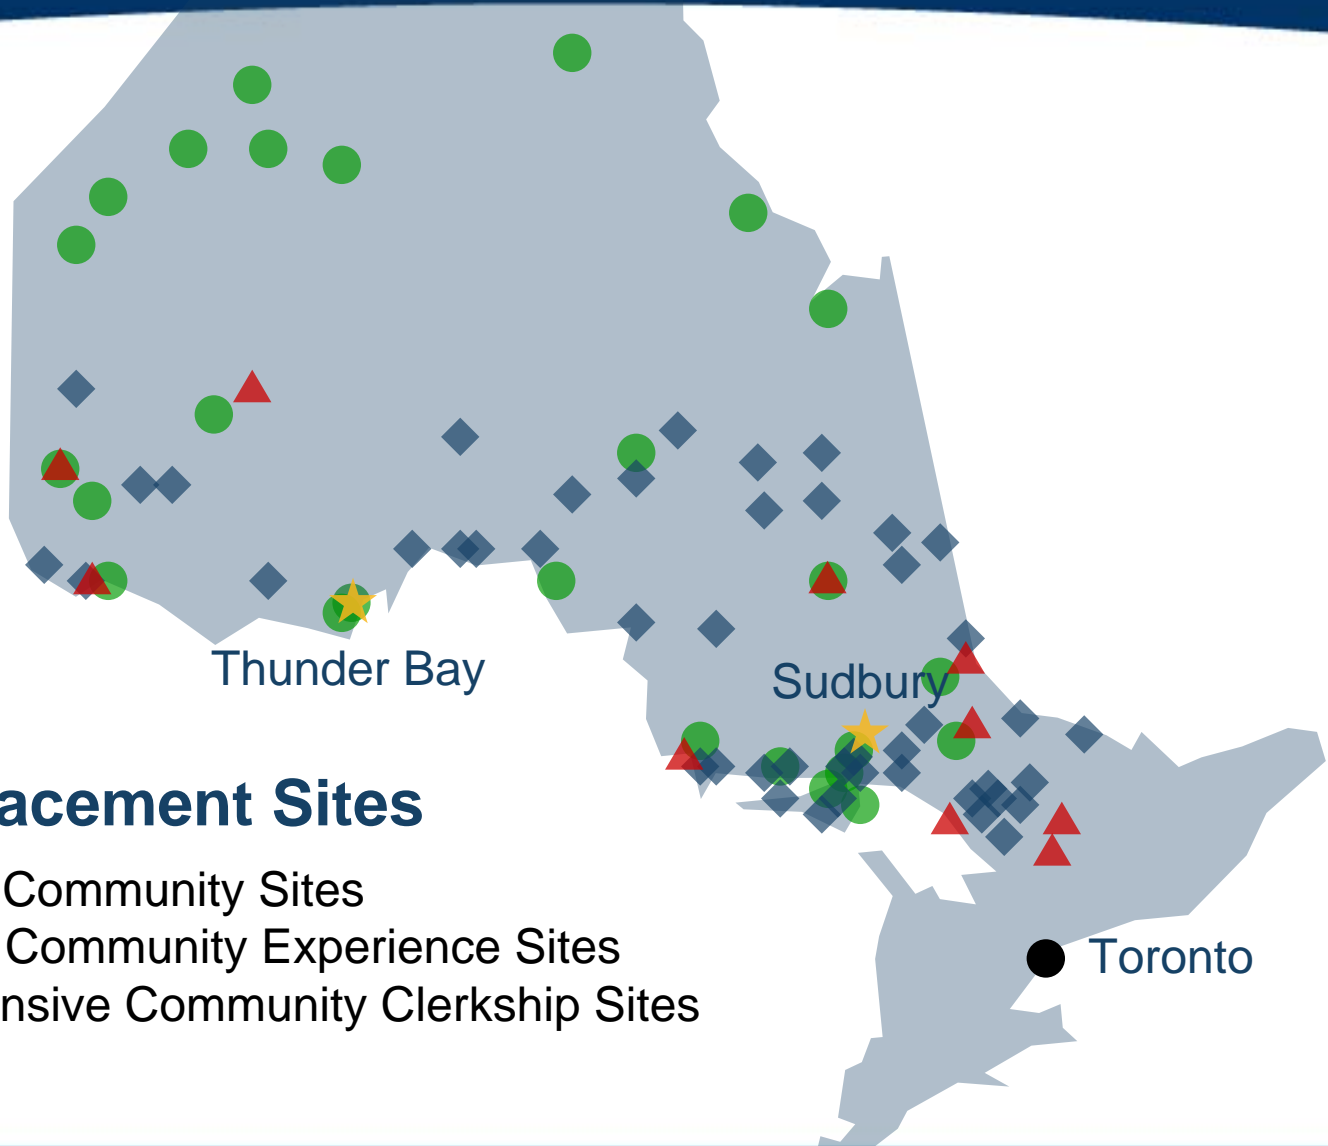 Thunder Bay
Sudbury
acement Sites
Community Sites
Community Experience Sites
nsive Community Clerkship Sites
Toronto